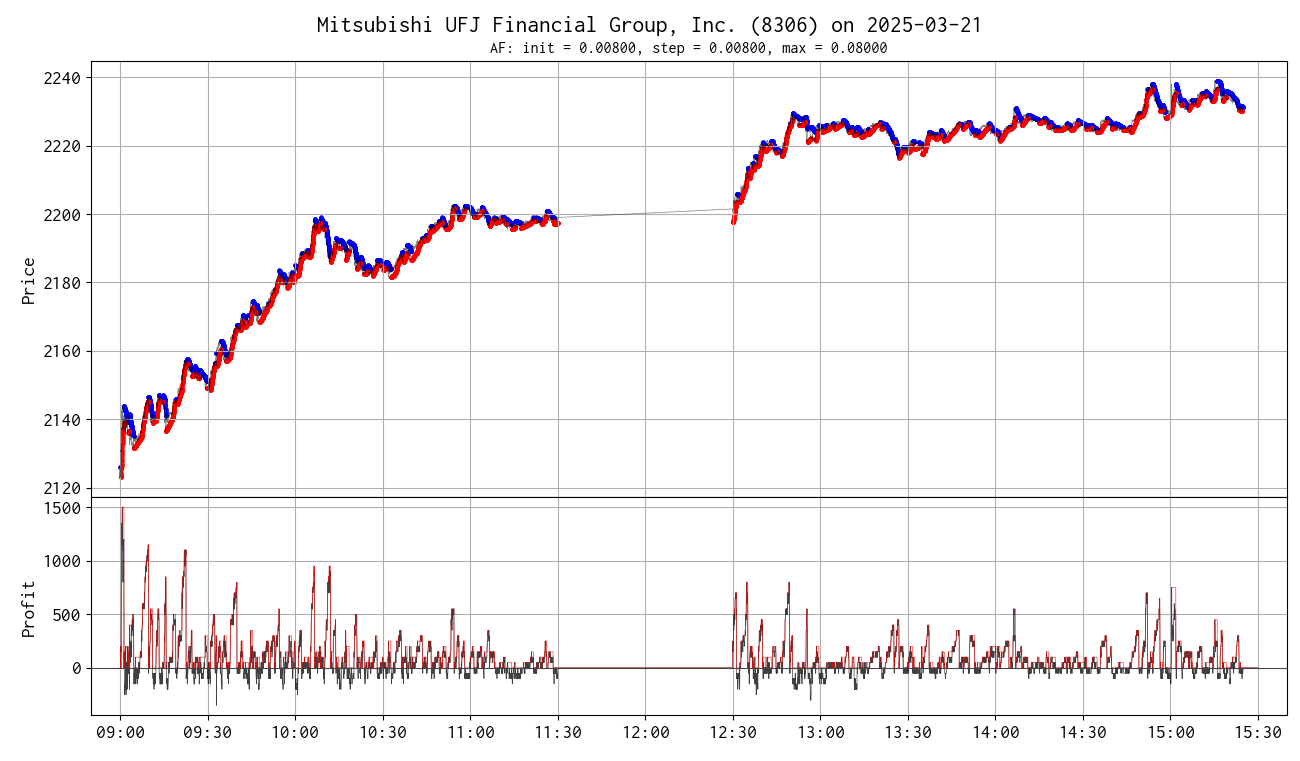 Mitsubishi UFJ Financial Group, Inc. (8306) on 2025-03-21
AF: init = 0.00800, step = 0.00800, max = 0.08000
Price
2240
2220
2200
2180
2160
2140
2120
Profit
1500
1000
500
0
09:00 09:30 10:00 10:30 11:00 11:30 12:00 12:30 13:00 13:30 14:00 14:30 15:00 15:30